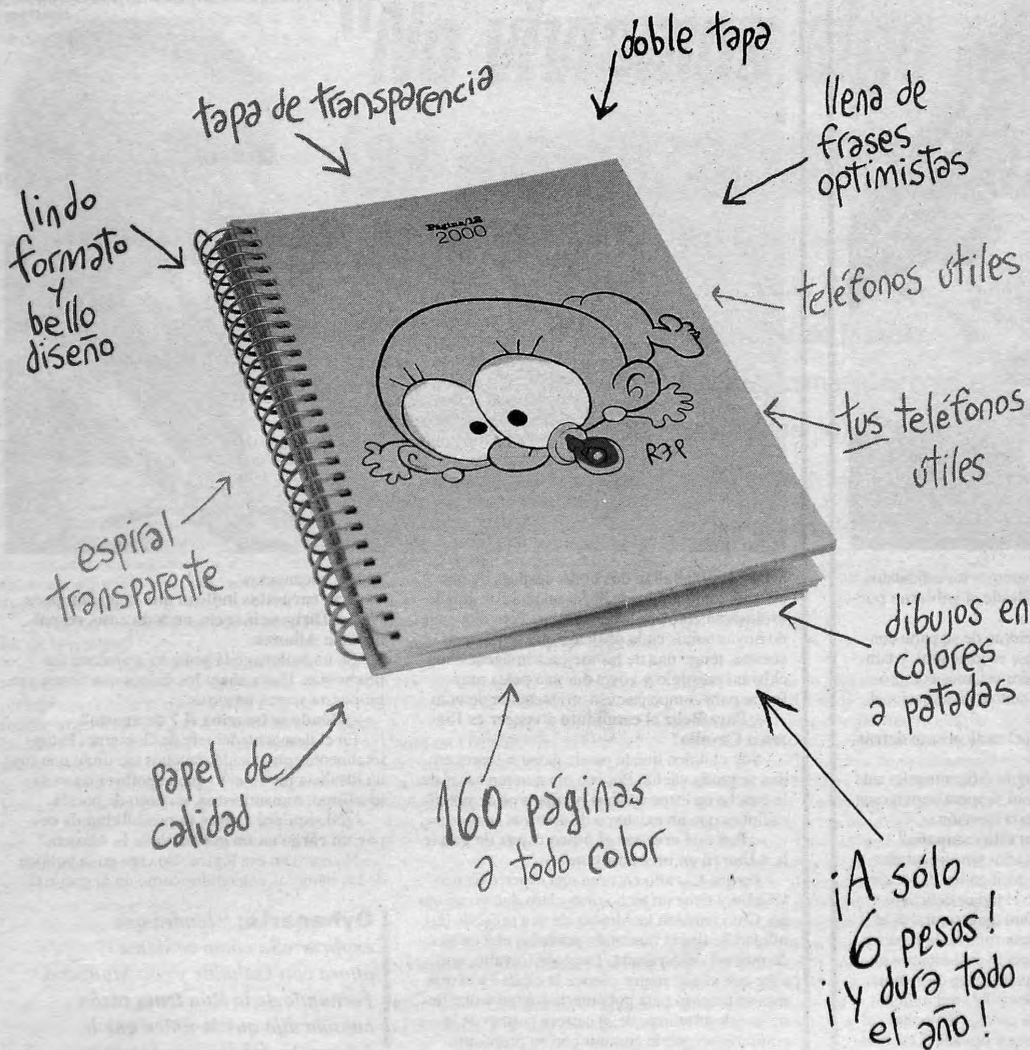 doble tapa
tapa de transparencia
llena de
frases
optimistas
lindo
formato
y
bello
diseño
Página/12
2000
teléfonos útiles
REP
tus teléfonos
útiles
espiral
transparente
dibujos en
colores
a patadas
papel de
calidad
160 páginas
a todo color
¡A sólo
6 pesos!
¡y dura todo
el año!